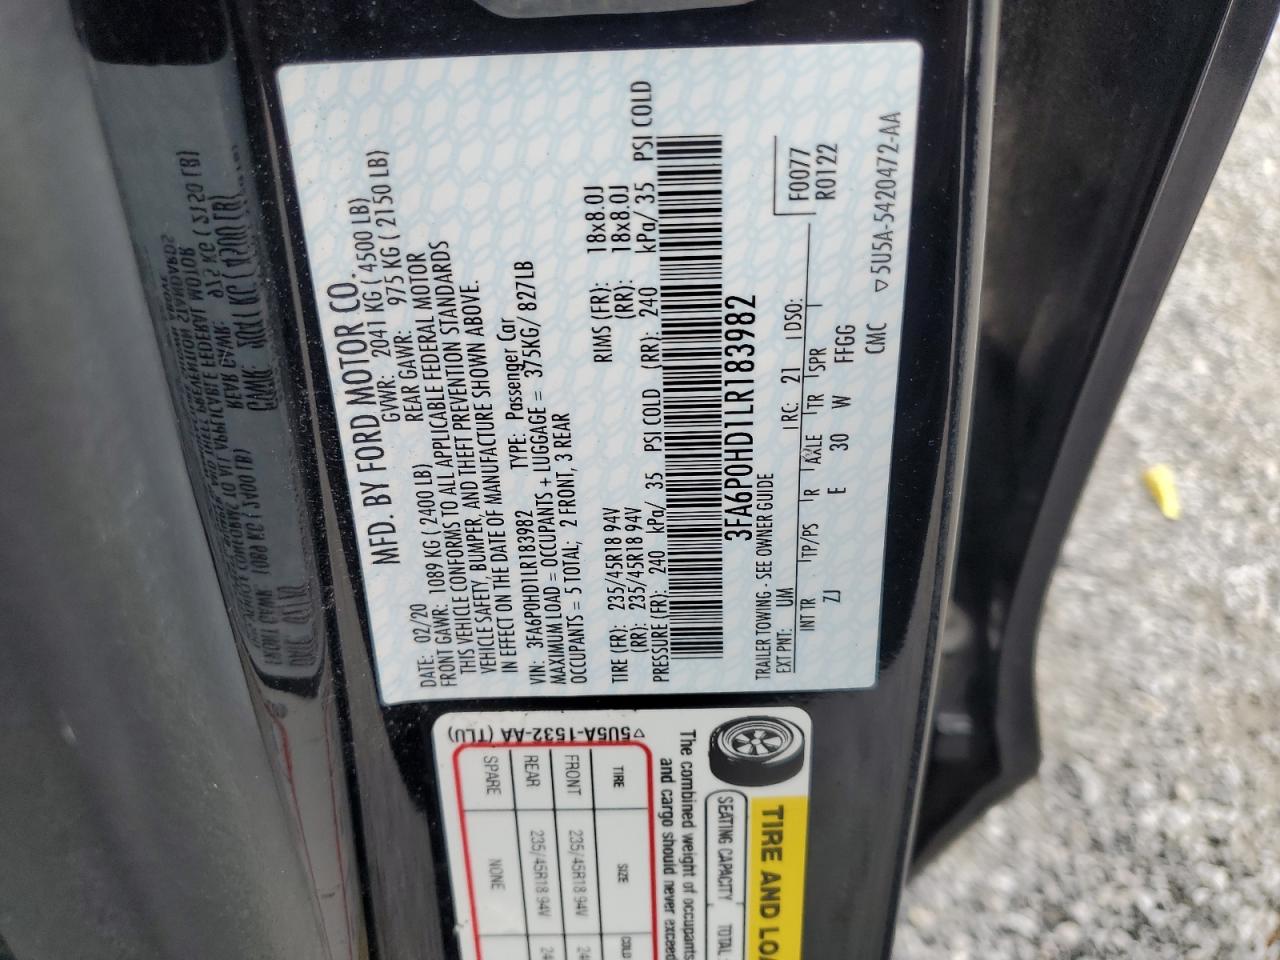 MFD. BY FORD MOTOR CO.
DATE: 02/20 GVWR: 2041 KG ( 4500 LB)
FRONT GAWR: 1089 KG ( 2400 LB) REAR GAWR: 975 KG ( 2150 LB)
THIS VEHICLE CONFORMS TO ALL APPLICABLE FEDERAL MOTOR
VEHICLE SAFETY, BUMPER, AND THEFT PREVENTION STANDARDS
IN EFFECT ON THE DATE OF MANUFACTURE SHOWN ABOVE.
VIN: 3FA6P0HD1LR183982 TYPE: Passenger Car
MAXIMUM LOAD = OCCUPANTS + LUGGAGE = 375KG/ 827LB
OCCUPANTS = 5 TOTAL; 2 FRONT, 3 REAR
TIRE (FR): 235/45R18 94V RIMS (FR): 18x8.0J
(RR): 235/45R18 94V (RR): 18x8.0J
PRESSURE (FR): 240 kPa/ 35 PSI COLD (RR): 240 kPa/ 35 PSI COLD
3FA6P0HD1LR183982
F0077
R0122
TRAILER TOWING - SEE OWNER GUIDE
EXT PNT: UM RC: 21 DSO:
INT TR TP/PS R AXLE TR SPR
ZJ E 30 W FFGG
CMC ▽5U5A-5420472-AA
▽5U5A-1532-AA (TLU)
TIRE AND LOA
SEATING CAPACITY TOTAL
The combined weight of occupants
and cargo should never exceed
TIRE SIZE COLD
FRONT 235/45R18 94V 24
REAR 235/45R18 94V 24
SPARE NONE